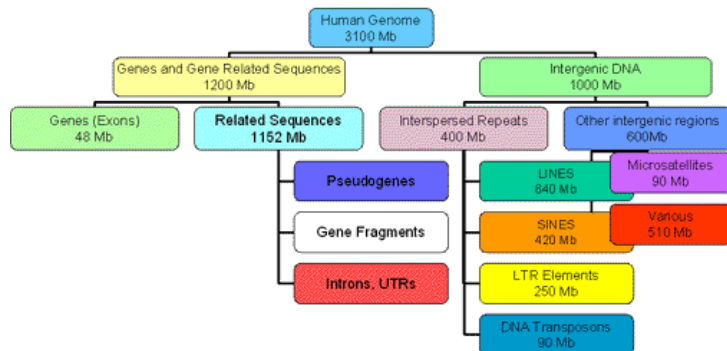 Human Genome
3100 Mb
Genes and Gene Related Sequences
1200 Mb
Intergenic DNA
1000 Mb
Genes (Exons)
48 Mb
Related Sequences
1152 Mb
Interspersed Repeats
400 Mb
Other intergenic regions
600Mb
Pseudogenes
LINES
640 Mb
Microsatellites
90 Mb
Gene Fragments
SINES
420 Mb
Various
510 Mb
Introns, UTRs
LTR Elements
250 Mb
DNA Transposons
90 Mb